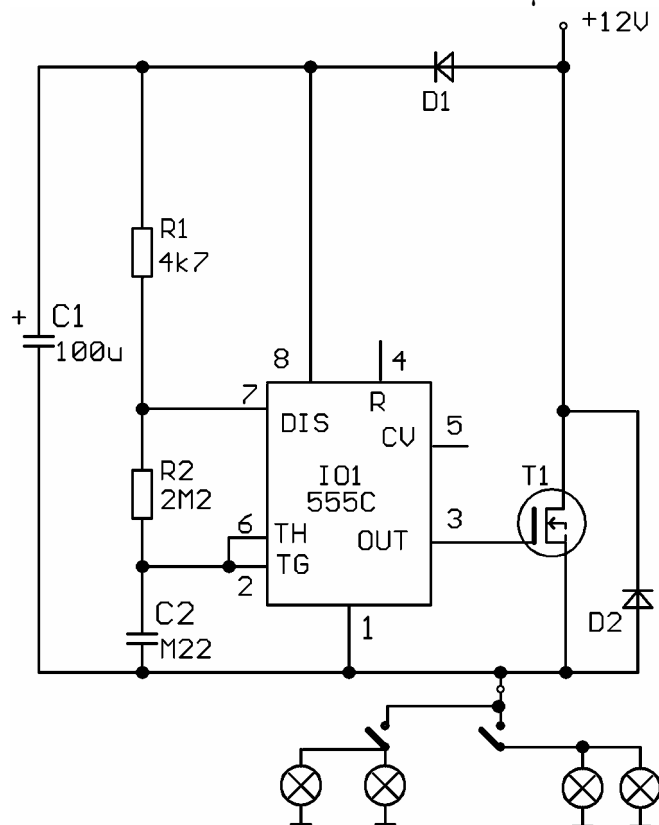 +12V
D1
R1
4k7
+ C1
100u
8
4
7
R
DIS
CV
5
R2
2M2
IO1
555C
T1
6
TH
3
OUT
TG
2
C2
M22
1
D2